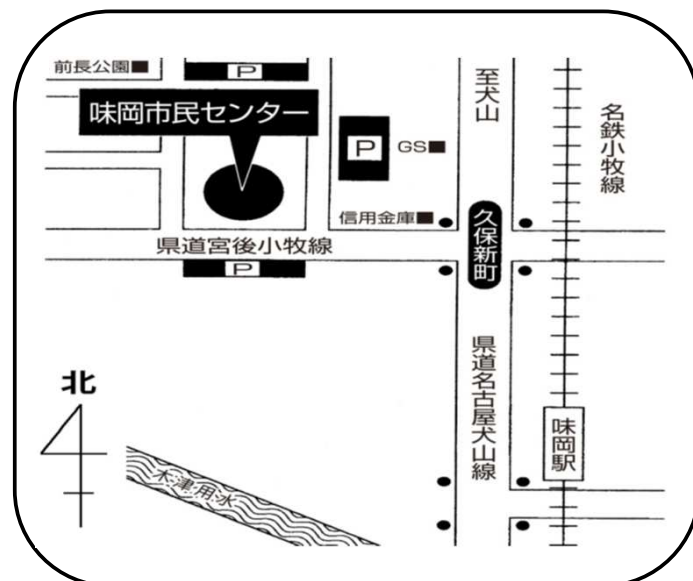 前長公園■
P
至犬山
味岡市民センター
名鉄小牧線
P
GS■
信用金庫■
久保新町
県道宮後小牧線
P
県道名古屋犬山線
北
味岡駅
木津用水